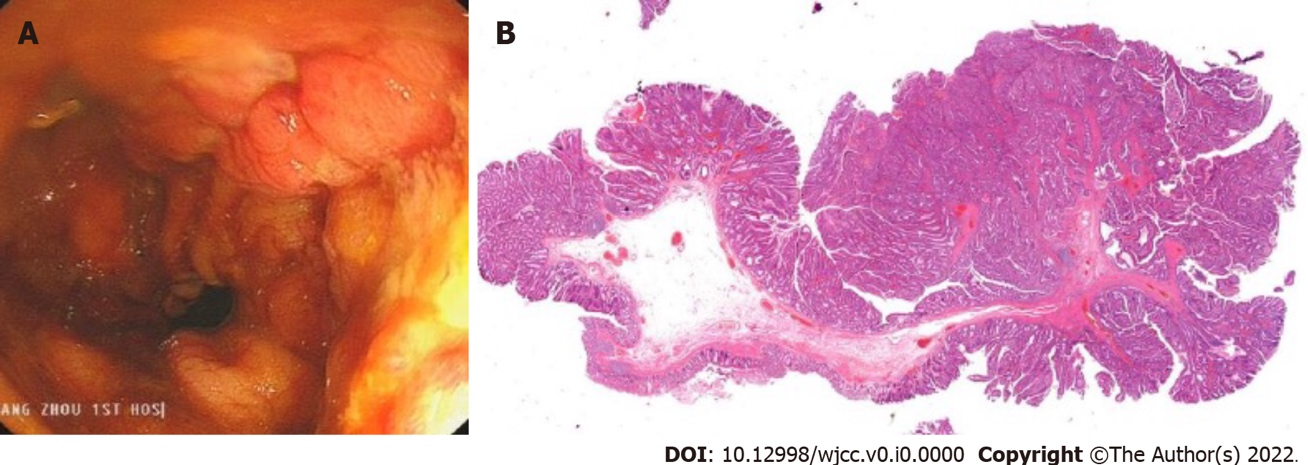 A
B
ANG ZHOU 1ST HOS
DOI: 10.12998/wjcc.v0.i0.0000 Copyright ©The Author(s) 2022.